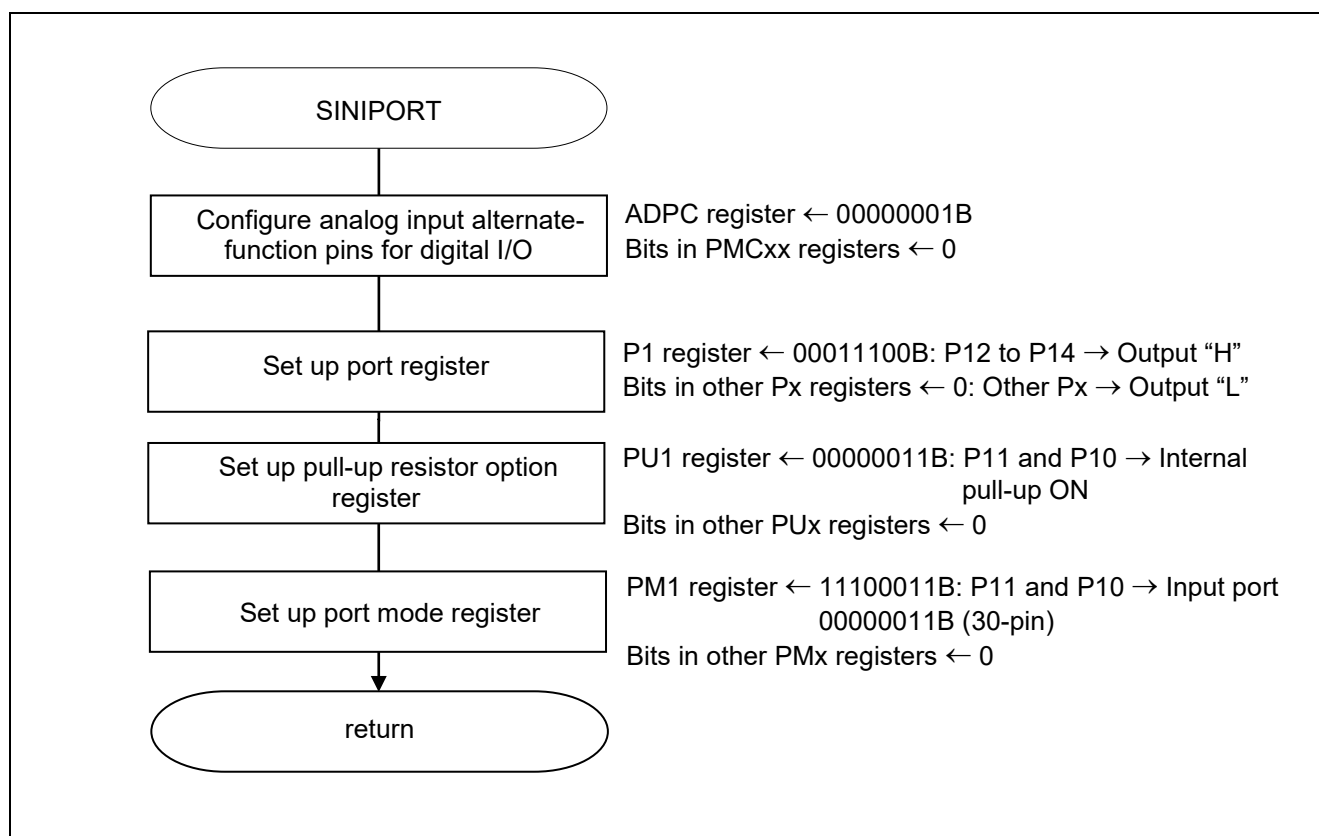 SINIPORT
Configure analog input alternate-
function pins for digital I/O
ADPC register ← 00000001B
Bits in PMCxx registers ← 0
Set up port register
P1 register ← 00011100B: P12 to P14 → Output “H”
Bits in other Px registers ← 0: Other Px → Output “L”
Set up pull-up resistor option
register
PU1 register ← 00000011B: P11 and P10 → Internal
pull-up ON
Bits in other PUx registers ← 0
Set up port mode register
PM1 register ← 11100011B: P11 and P10 → Input port
00000011B (30-pin)
Bits in other PMx registers ← 0
return